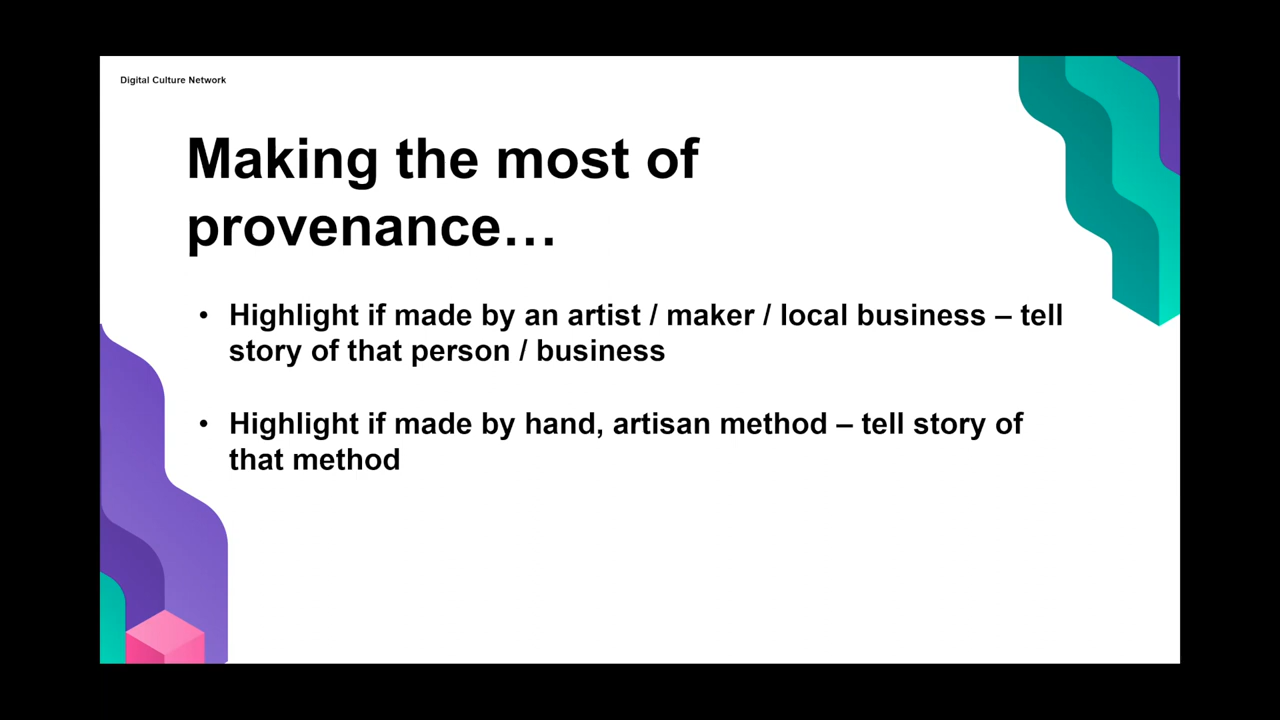 Digital Culture Network
Making the most of
provenance…
• Highlight if made by an artist / maker / local business – tell
story of that person / business
• Highlight if made by hand, artisan method – tell story of
that method